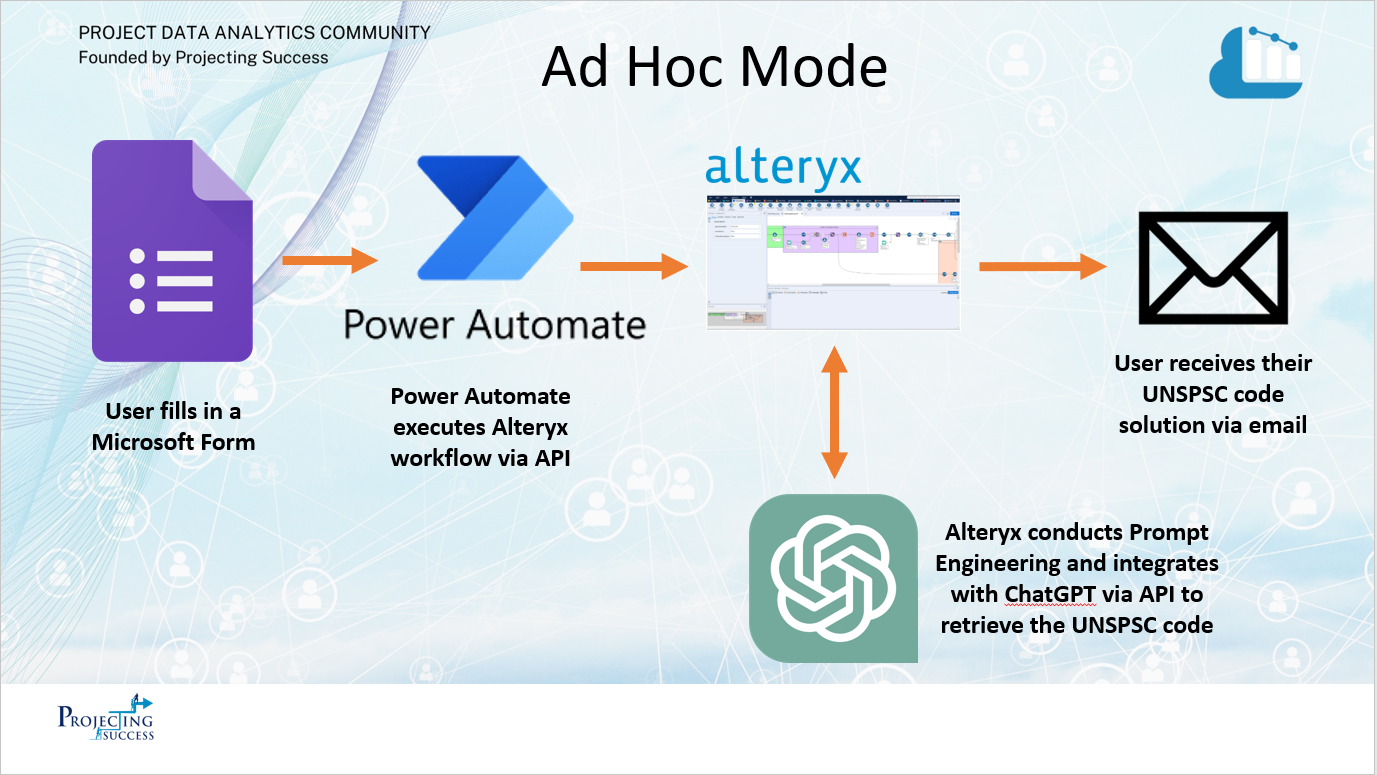 PROJECT DATA ANALYTICS COMMUNITY
Founded by Projecting Success
Ad Hoc Mode
alteryx
Power Automate
User fills in a
Microsoft Form
Power Automate
executes Alteryx
workflow via API
User receives their
UNSPSC code
solution via email
Alteryx conducts Prompt
Engineering and integrates
with ChatGPT via API to
retrieve the UNSPSC code
PROJECTING
SUCCESS